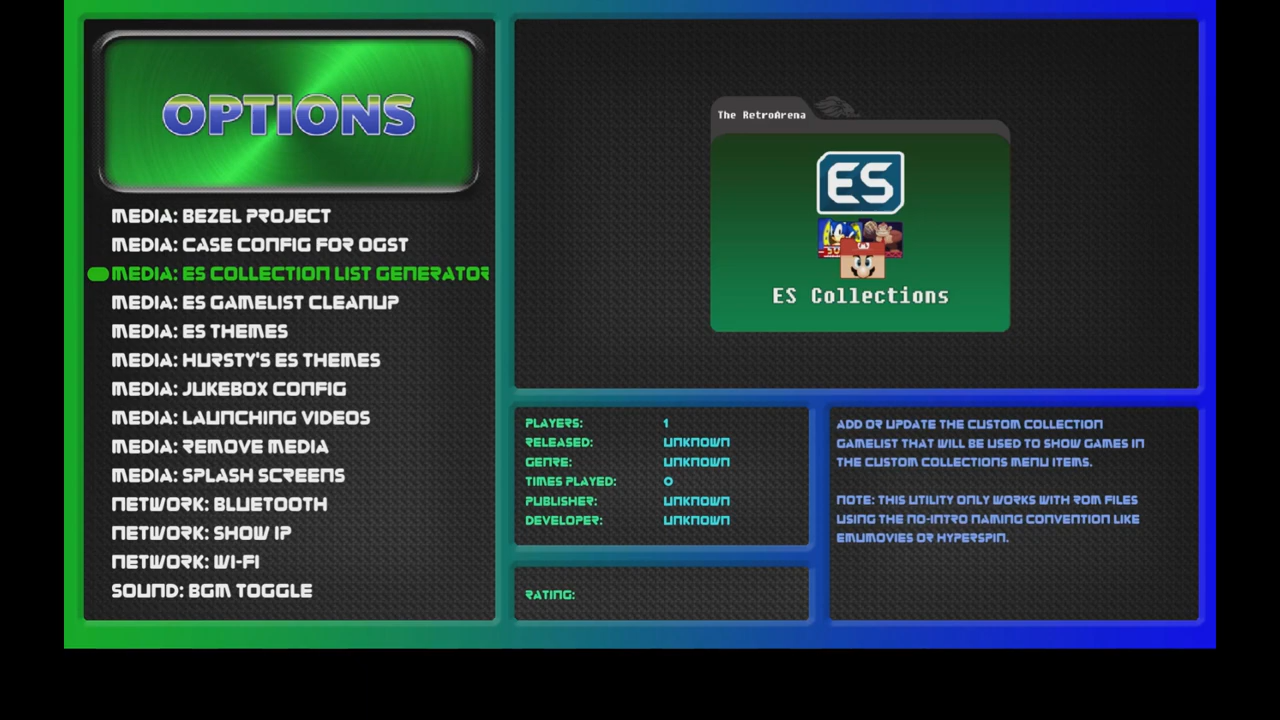 OPTIONS
MEDIA: BEZEL PROJECT
MEDIA: CASE CONFIG FOR OGST
MEDIA: ES COLLECTION LIST GENERATOR
MEDIA: ES GAMELIST CLEANUP
MEDIA: ES THEMES
MEDIA: HURSTY'S ES THEMES
MEDIA: JUKEBOX CONFIG
MEDIA: LAUNCHING VIDEOS
MEDIA: REMOVE MEDIA
MEDIA: SPLASH SCREENS
NETWORK: BLUETOOTH
NETWORK: SHOW IP
NETWORK: WI-FI
SOUND: BGM TOGGLE
The RetroArena
ES
ES Collections
PLAYERS: 1
RELEASED: UNKNOWN
GENRE: UNKNOWN
TIMES PLAYED: 0
PUBLISHER: UNKNOWN
DEVELOPER: UNKNOWN
RATING:
ADD OR UPDATE THE CUSTOM COLLECTION
GAMELIST THAT WILL BE USED TO SHOW GAMES IN
THE CUSTOM COLLECTIONS MENU ITEMS.
NOTE: THIS UTILITY ONLY WORKS WITH ROM FILES
USING THE NO-INTRO NAMING CONVENTION LIKE
EMUMOVIES OR HYPERSPIN.